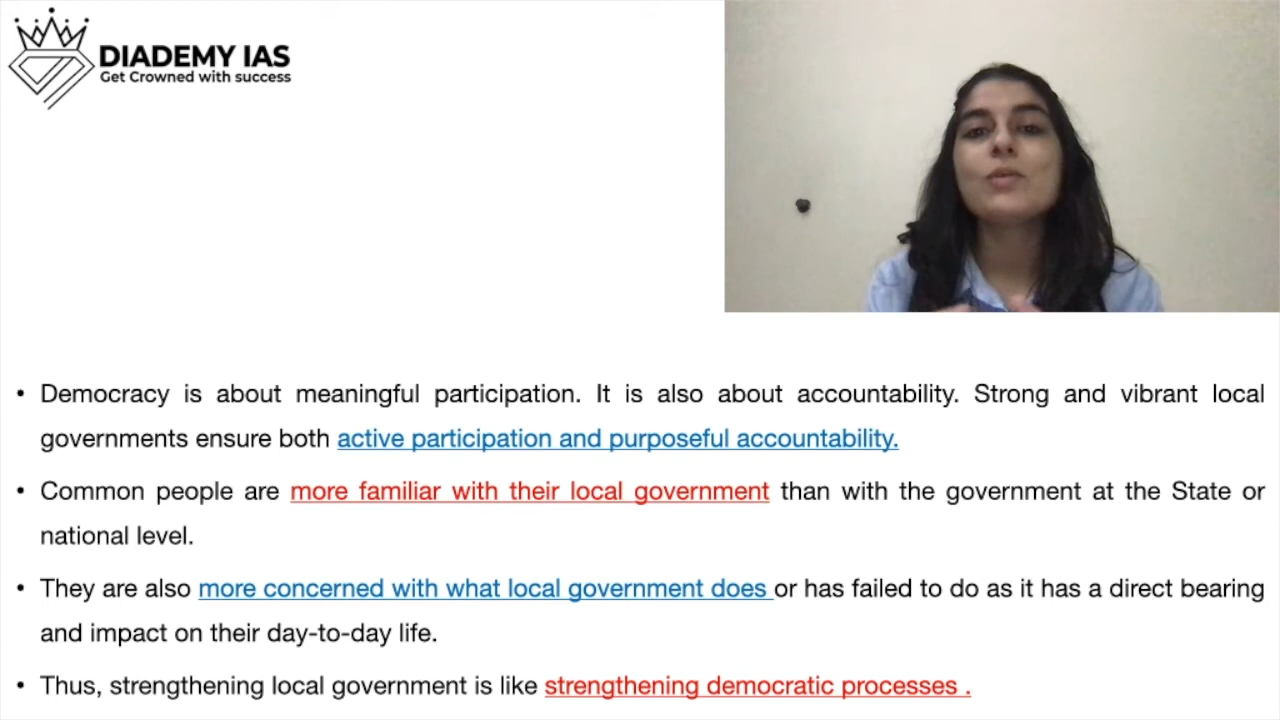 DIADEMY IAS
Get Crowned with success
• Democracy is about meaningful participation. It is also about accountability. Strong and vibrant local
governments ensure both active participation and purposeful accountability.
• Common people are more familiar with their local government than with the government at the State or
national level.
• They are also more concerned with what local government does or has failed to do as it has a direct bearing
and impact on their day-to-day life.
• Thus, strengthening local government is like strengthening democratic processes .